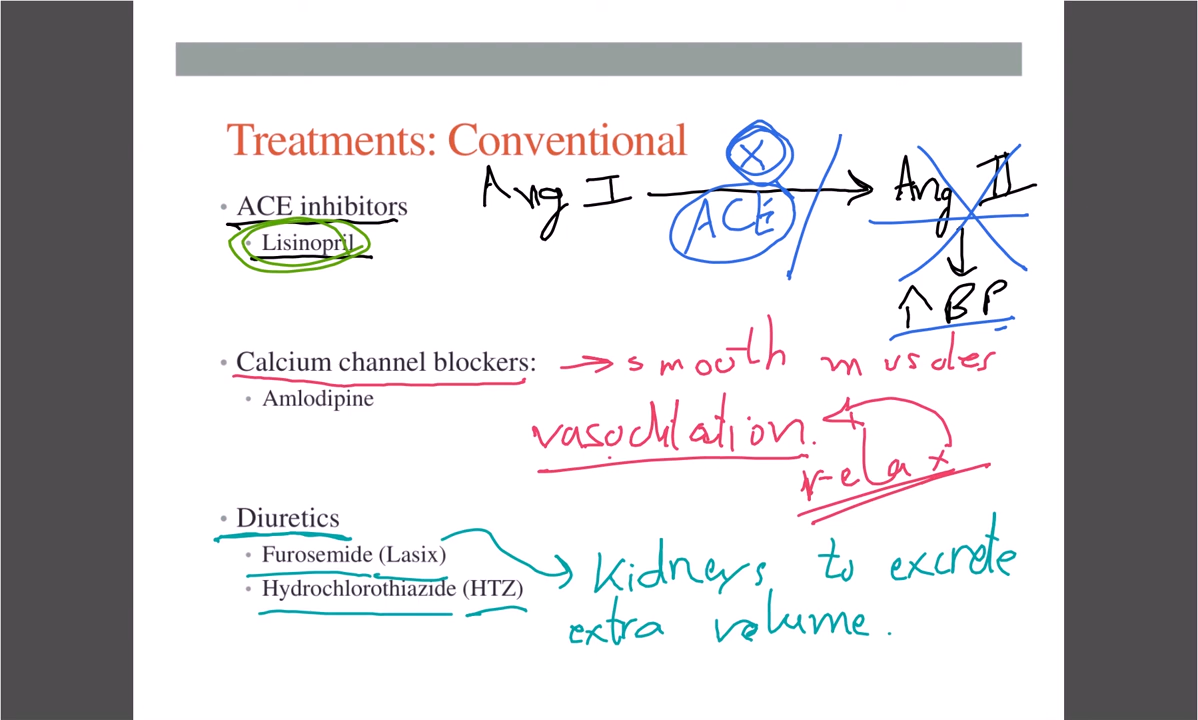 Treatments: Conventional
X
Ang I → Ang II
ACE
• ACE inhibitors
• Lisinopril
↑ BP
• Calcium channel blockers: → smooth muscles
• Amlodipine
vasodilation.
relax
• Diuretics
• Furosemide (Lasix)
• Hydrochlorothiazide (HTZ)
→ Kidneys to excrete
extra volume.